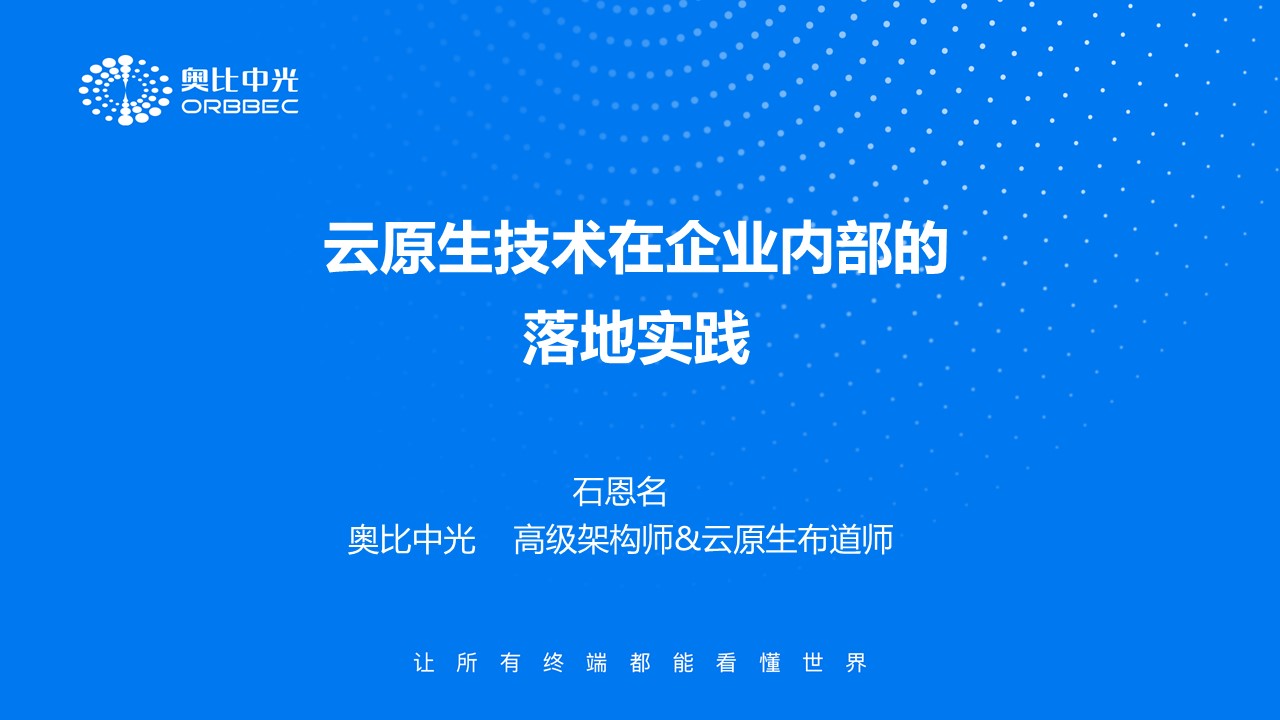 奥比中光
ORBBEC
云原生技术在企业内部的
落地实践
石恩名
奥比中光 高级架构师&云原生布道师
让所有终端都能看懂世界